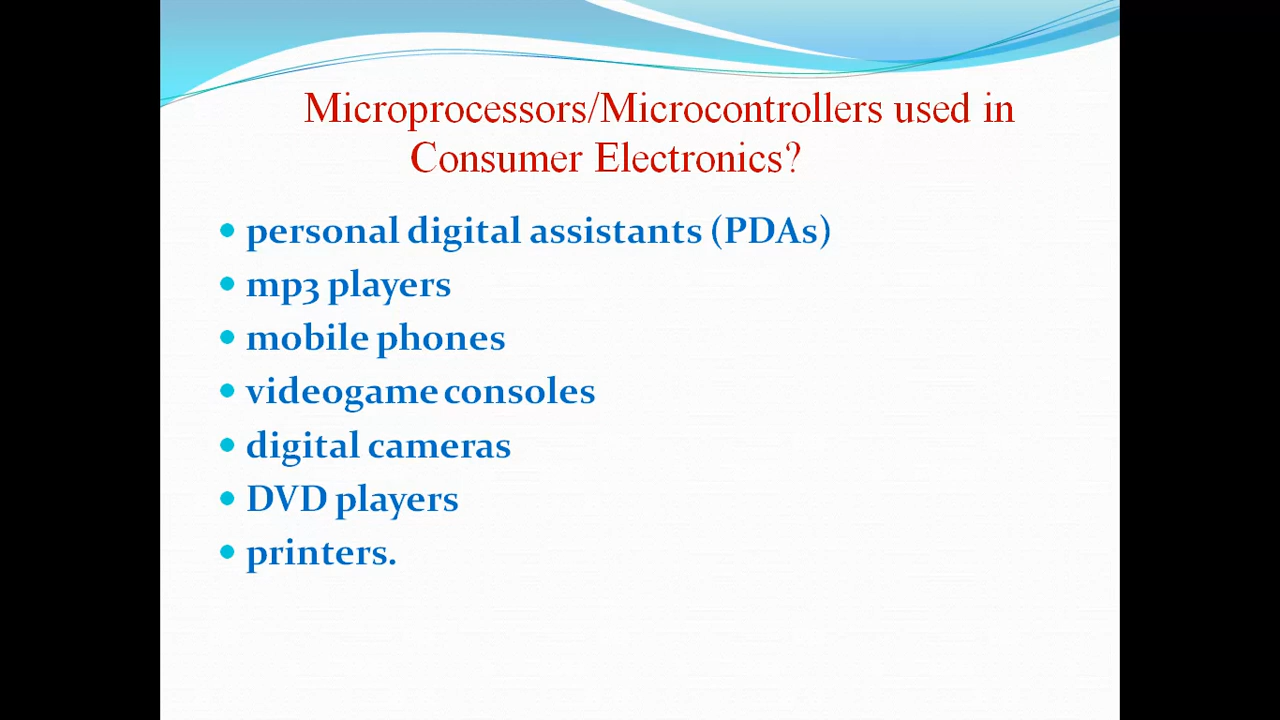 Microprocessors/Microcontrollers used in
Consumer Electronics?
• personal digital assistants (PDAs)
• mp3 players
• mobile phones
• videogame consoles
• digital cameras
• DVD players
• printers.